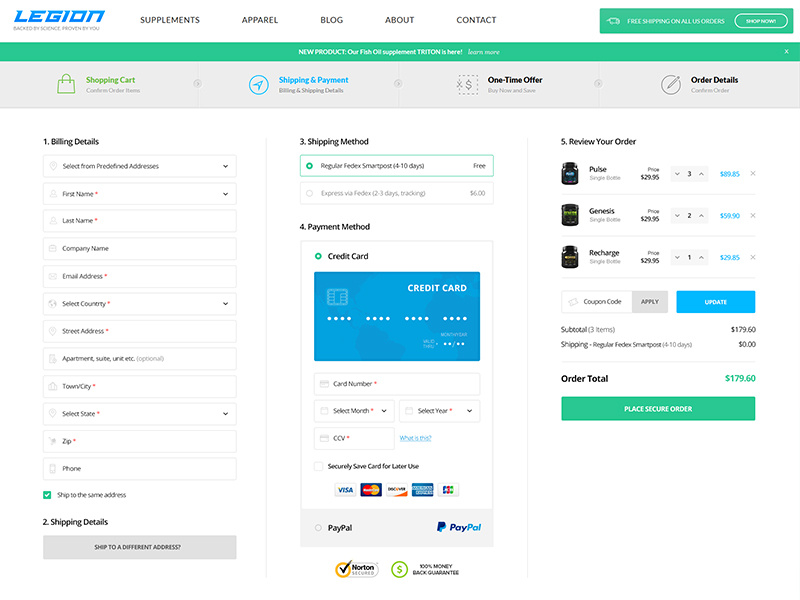 LEGION
BACKED BY SCIENCE. PROVEN BY YOU
SUPPLEMENTS
APPAREL
BLOG
ABOUT
CONTACT
FREE SHIPPING ON ALL US ORDERS
SHOP NOW!
NEW PRODUCT: Our Fish Oil supplement TRITON is here! learn more
X
Shopping Cart
Confirm Order Items
Shipping & Payment
Billing & Shipping Details
One-Time Offer
Buy Now and Save
Order Details
Confirm Order
1. Billing Details
Select from Predefined Addresses
First Name *
Last Name *
Company Name
Email Address *
Select Country *
Street Address *
Apartment, suite, unit etc. (optional)
Town/City *
Select State *
Zip *
Phone
Ship to the same address
2. Shipping Details
SHIP TO A DIFFERENT ADDRESS?
3. Shipping Method
Regular Fedex Smartpost (4-10 days) Free
Express via Fedex (2-3 days, tracking) $6.00
4. Payment Method
Credit Card
CREDIT CARD
MONTH/YEAR
VALID THRU
Card Number *
Select Month *
Select Year *
CCV *
What is this?
Securely Save Card for Later Use
VISA
MasterCard
DISCOVER
AMERICAN EXPRESS
JCB
PayPal
PayPal
Norton
SECURED
100% MONEY
BACK GUARANTEE
5. Review Your Order
Pulse
Single Bottle
Price
$29.95
3
$89.85
Genesis
Single Bottle
Price
$29.95
2
$59.90
Recharge
Single Bottle
Price
$29.95
1
$29.85
Coupon Code
APPLY
UPDATE
Subtotal (3 Items) $179.60
Shipping - Regular Fedex Smartpost (4-10 days) $0.00
Order Total $179.60
PLACE SECURE ORDER